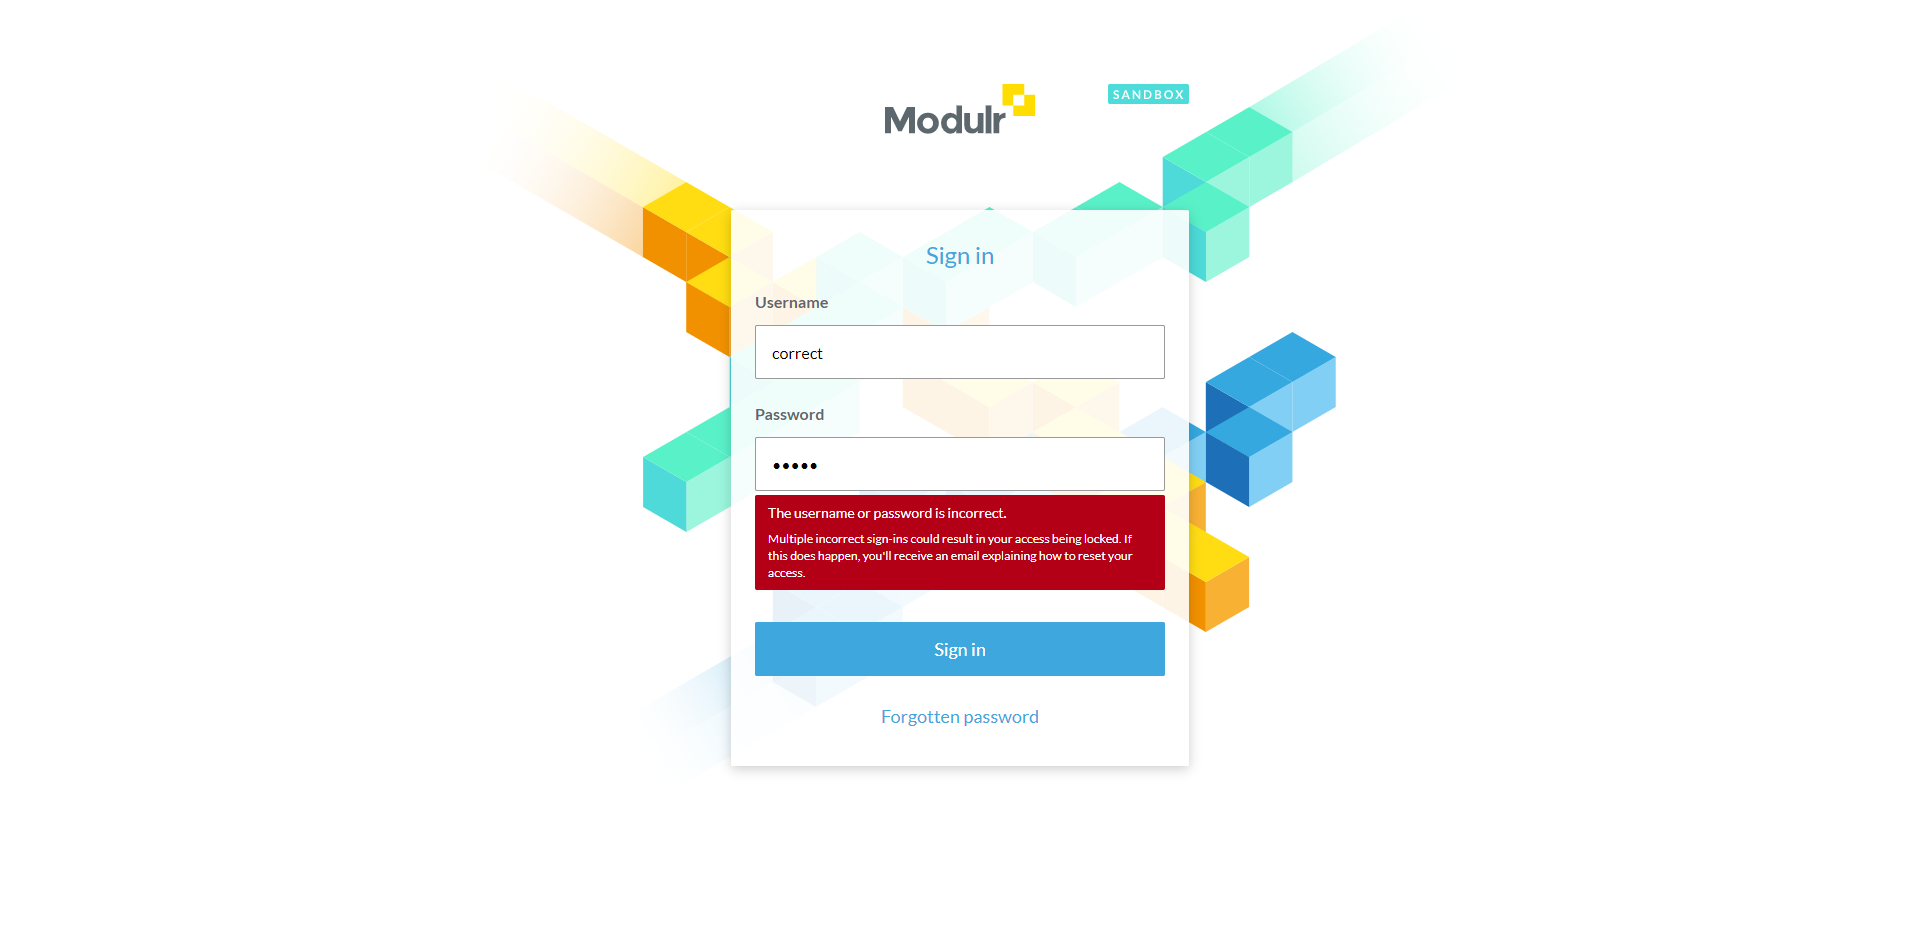 Modulr
SANDBOX
Sign in
Username
correct
Password
The username or password is incorrect.
Multiple incorrect sign-ins could result in your access being locked. If
this does happen, you'll receive an email explaining how to reset your
access.
Sign in
Forgotten password